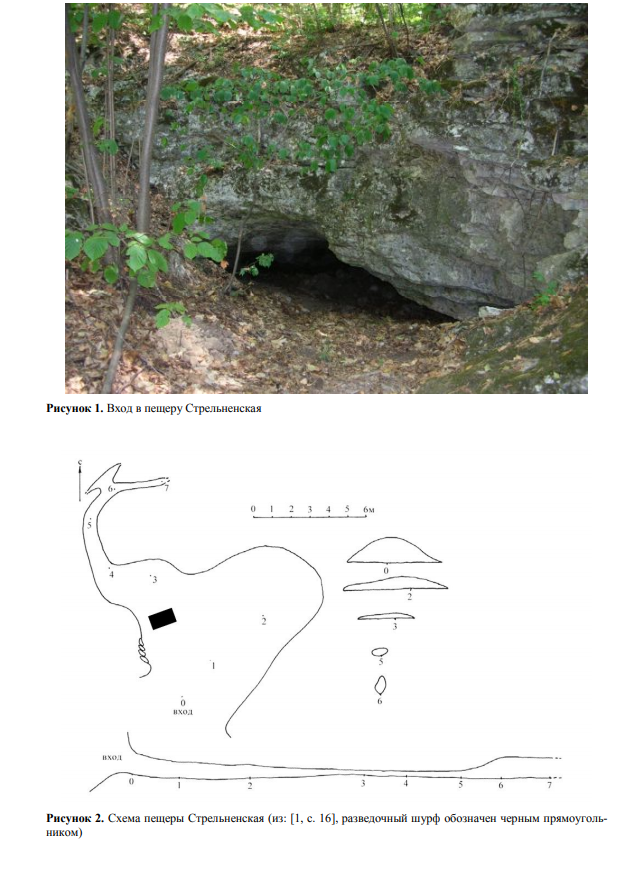 Рисунок 1. Вход в пещеру Стрельненская
с
6
7
5
4
3
2
1
0
вход
0 1 2 3 4 5 6м
0
2
3
5
6
вход
0 1 2 3 4 5 6 7
Рисунок 2. Схема пещеры Стрельненская (из: [1, с. 16], разведочный шурф обозначен черным прямоуголь-
ником)